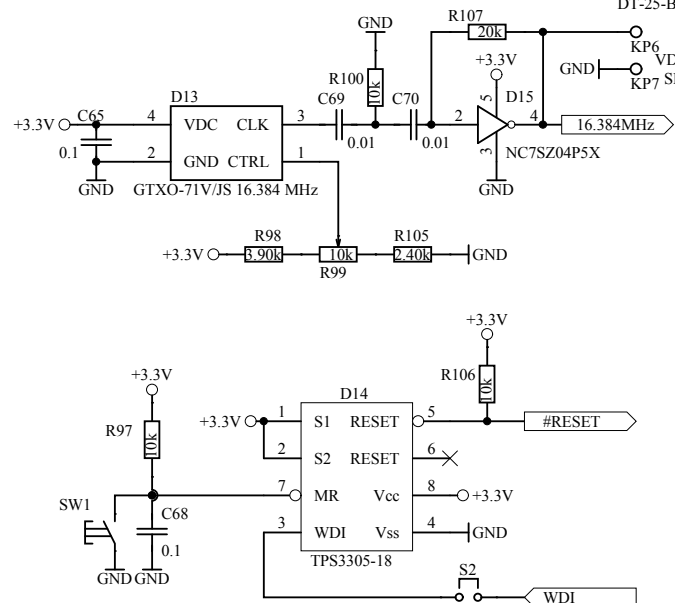 DT-25-B
R107
20k
GND
KP6
VD
+3.3V
R100
10k
GND
KP7
S
D13
C69
C70
5
D15
C65
+3.3V
4
VDC
CLK
3
2
4
16.384MHz
0.1
2
GND
CTRL
1
0.01
0.01
3
NC7SZ04P5X
GND
GTXO-71V/JS 16.384 MHz
GND
R98
R105
+3.3V
3.90k
10k
2.40k
GND
R99
+3.3V
+3.3V
R106
10k
D14
R97
10k
+3.3V
1
S1
RESET
5
#RESET
2
S2
RESET
6
7
MR
Vcc
8
+3.3V
SW1
C68
3
WDI
Vss
4
GND
0.1
GND
GND
TPS3305-18
S2
WDI